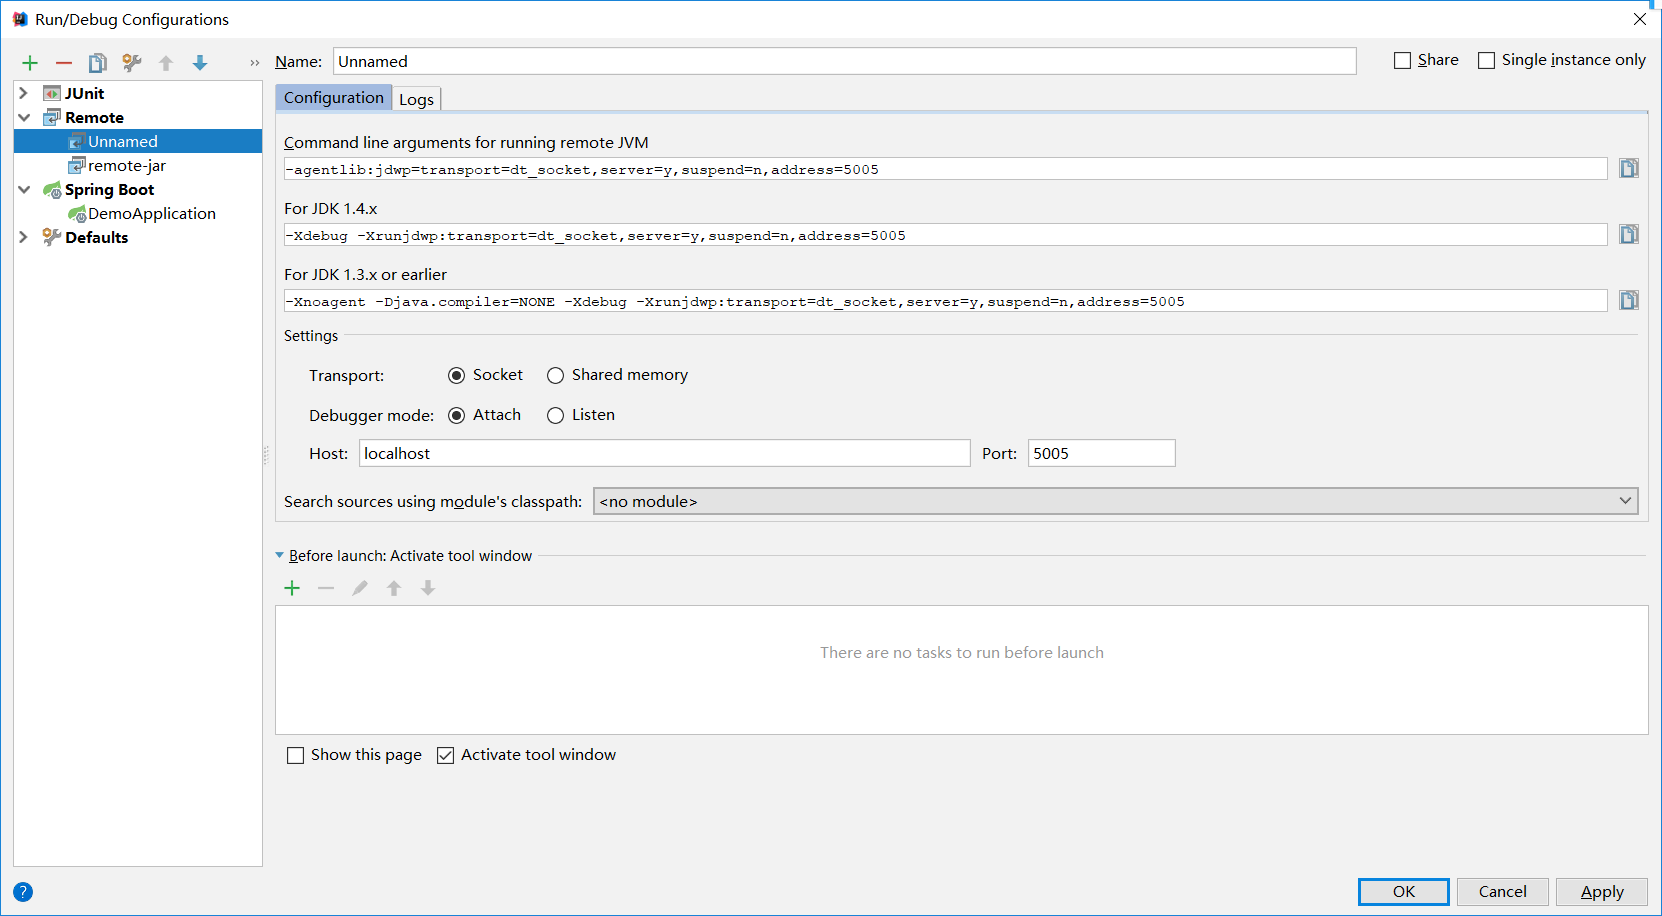 Run/Debug Configurations
Name: Unnamed
Share
Single instance only
JUnit
Remote
Unnamed
remote-jar
Spring Boot
DemoApplication
Defaults
Configuration
Logs
Command line arguments for running remote JVM
-agentlib:jdwp=transport=dt_socket,server=y,suspend=n,address=5005
For JDK 1.4.x
-Xdebug -Xrunjdwp:transport=dt_socket,server=y,suspend=n,address=5005
For JDK 1.3.x or earlier
-Xnoagent -Djava.compiler=NONE -Xdebug -Xrunjdwp:transport=dt_socket,server=y,suspend=n,address=5005
Settings
Transport: Socket Shared memory
Debugger mode: Attach Listen
Host: localhost Port: 5005
Search sources using module's classpath: <no module>
Before launch: Activate tool window
There are no tasks to run before launch
Show this page Activate tool window
?
OK Cancel Apply